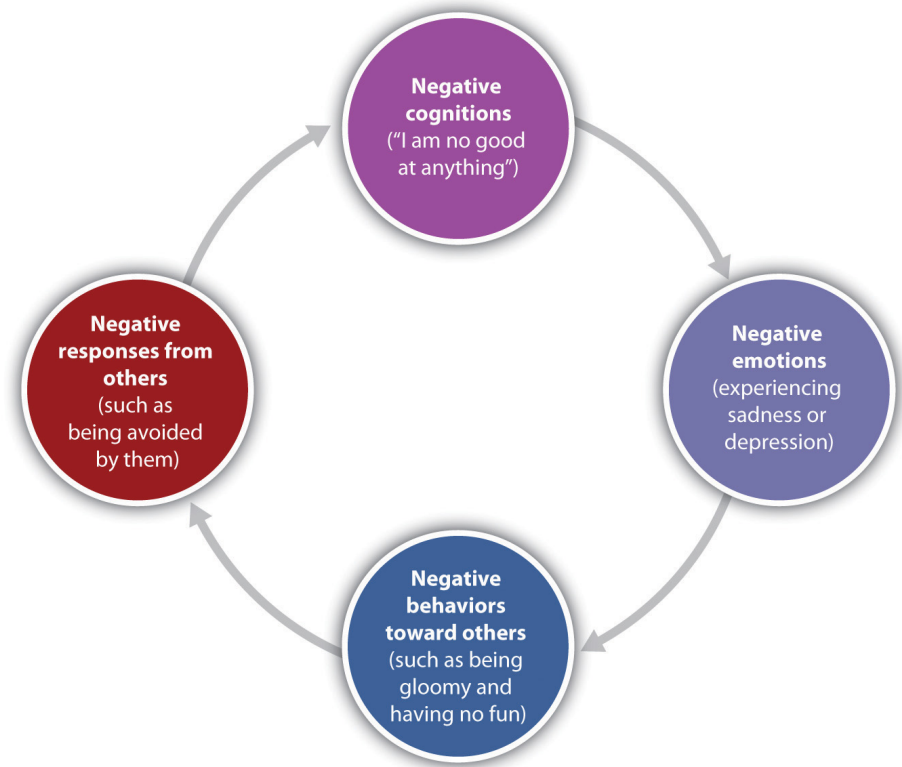 Negative
cognitions
(“I am no good
at anything”)
Negative
emotions
(experiencing
sadness or
depression)
Negative
behaviors
toward others
(such as being
gloomy and
having no fun)
Negative
responses from
others
(such as
being avoided
by them)